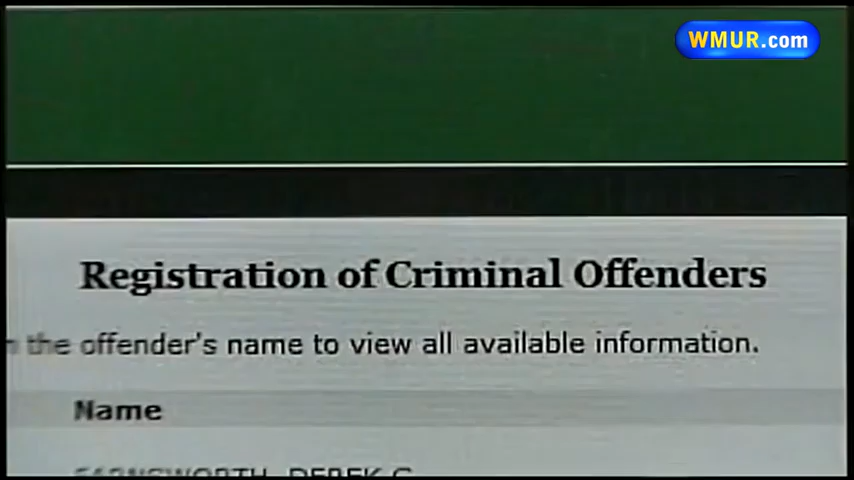 WMUR.com
Registration of Criminal Offenders
the offender's name to view all available information.
Name